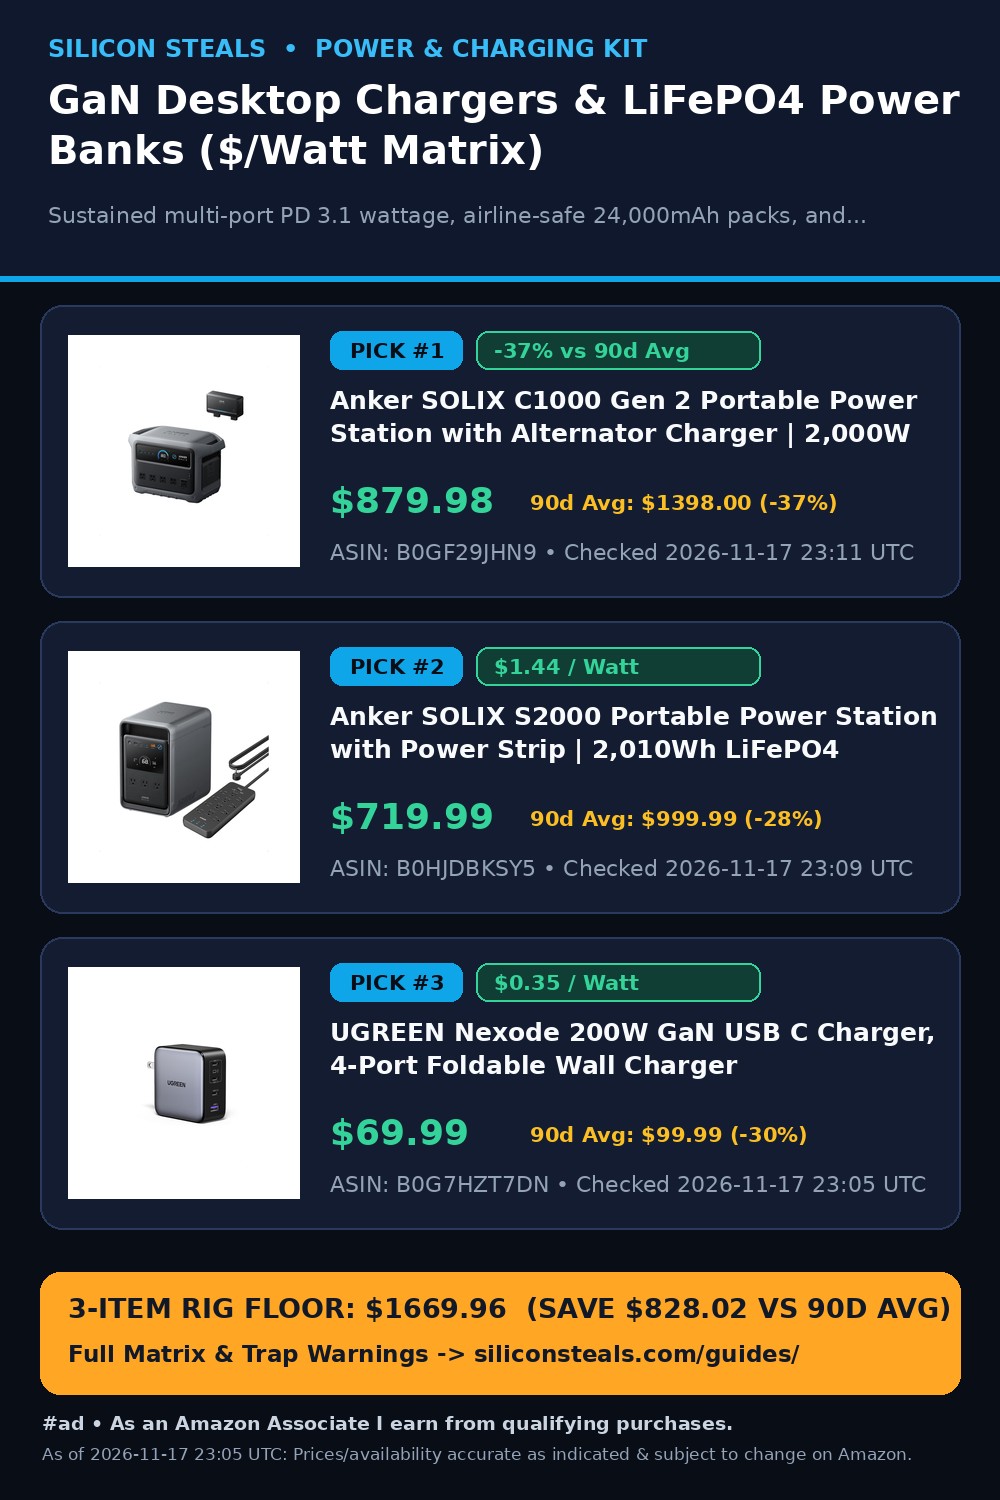 SILICON STEALS • POWER & CHARGING KIT
GaN Desktop Chargers & LiFePO4 Power
Banks ($/Watt Matrix)
Sustained multi-port PD 3.1 wattage, airline-safe 24,000mAh packs, and...
PICK #1
-37% vs 90d Avg
Anker SOLIX C1000 Gen 2 Portable Power
Station with Alternator Charger | 2,000W
$879.98
90d Avg: $1398.00 (-37%)
ASIN: B0GF29JHN9 • Checked 2026-11-17 23:11 UTC
PICK #2
$1.44 / Watt
Anker SOLIX S2000 Portable Power Station
with Power Strip | 2,010Wh LiFePO4
$719.99
90d Avg: $999.99 (-28%)
ASIN: B0HJDBKSY5 • Checked 2026-11-17 23:09 UTC
UGREEN
PICK #3
$0.35 / Watt
UGREEN Nexode 200W GaN USB C Charger,
4-Port Foldable Wall Charger
$69.99
90d Avg: $99.99 (-30%)
ASIN: B0G7HZT7DN • Checked 2026-11-17 23:05 UTC
3-ITEM RIG FLOOR: $1669.96 (SAVE $828.02 VS 90D AVG)
Full Matrix & Trap Warnings -> siliconsteals.com/guides/
#ad • As an Amazon Associate I earn from qualifying purchases.
As of 2026-11-17 23:05 UTC: Prices/availability accurate as indicated & subject to change on Amazon.